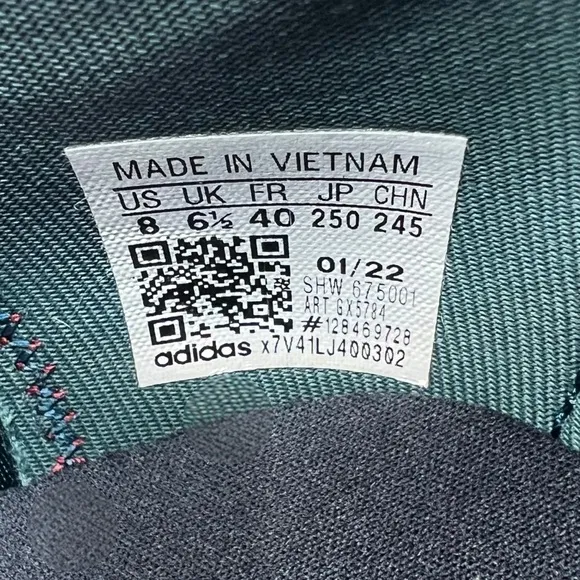 MADE IN VIETNAM
US UK FR JP CHN
8 6½ 40 250 245
01/22
SHW 675001
ART GX5784
#128469728
adidas x7V41LJ400302